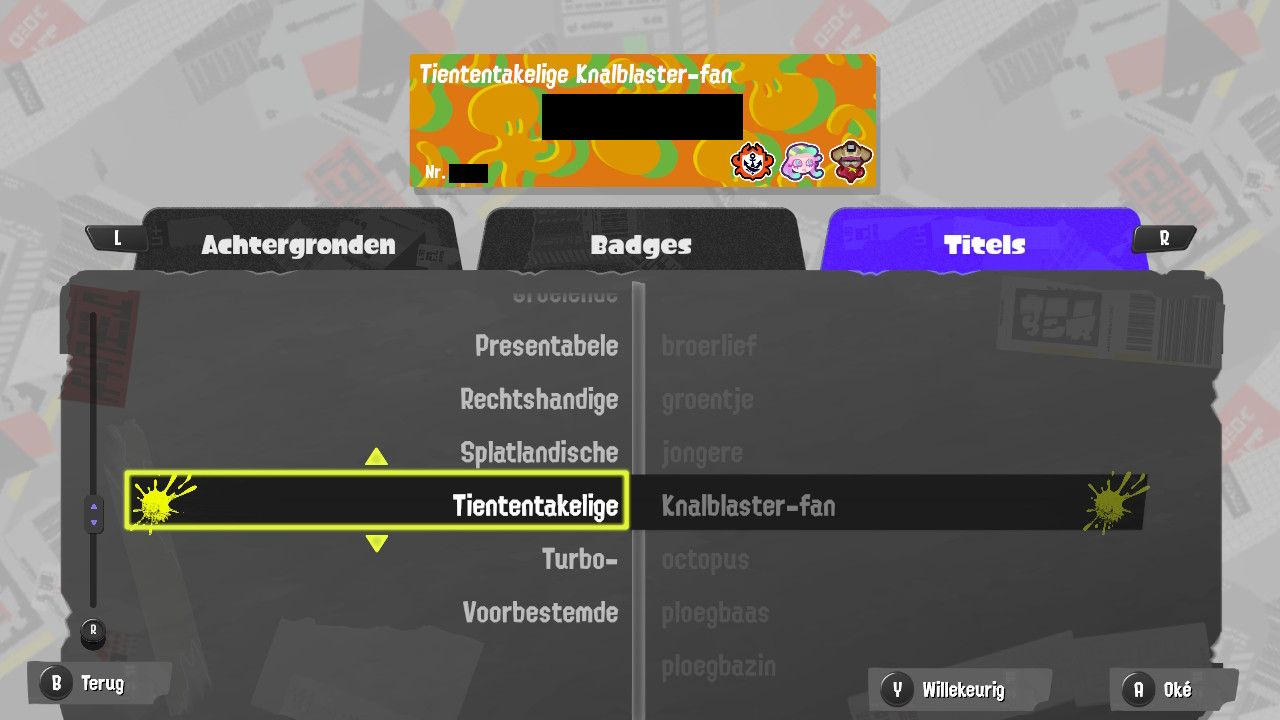 Tiententakelige Knalblaster-fan
Nr.
L
Achtergronden
Badges
Titels
R
Presentabele
broerlief
Rechtshandige
groentje
Splatlandische
jongere
Tiententakelige
Knalblaster-fan
Turbo-
octopus
Voorbestemde
ploegbaas
ploegbazin
R
B Terug
Y Willekeurig
A Oké